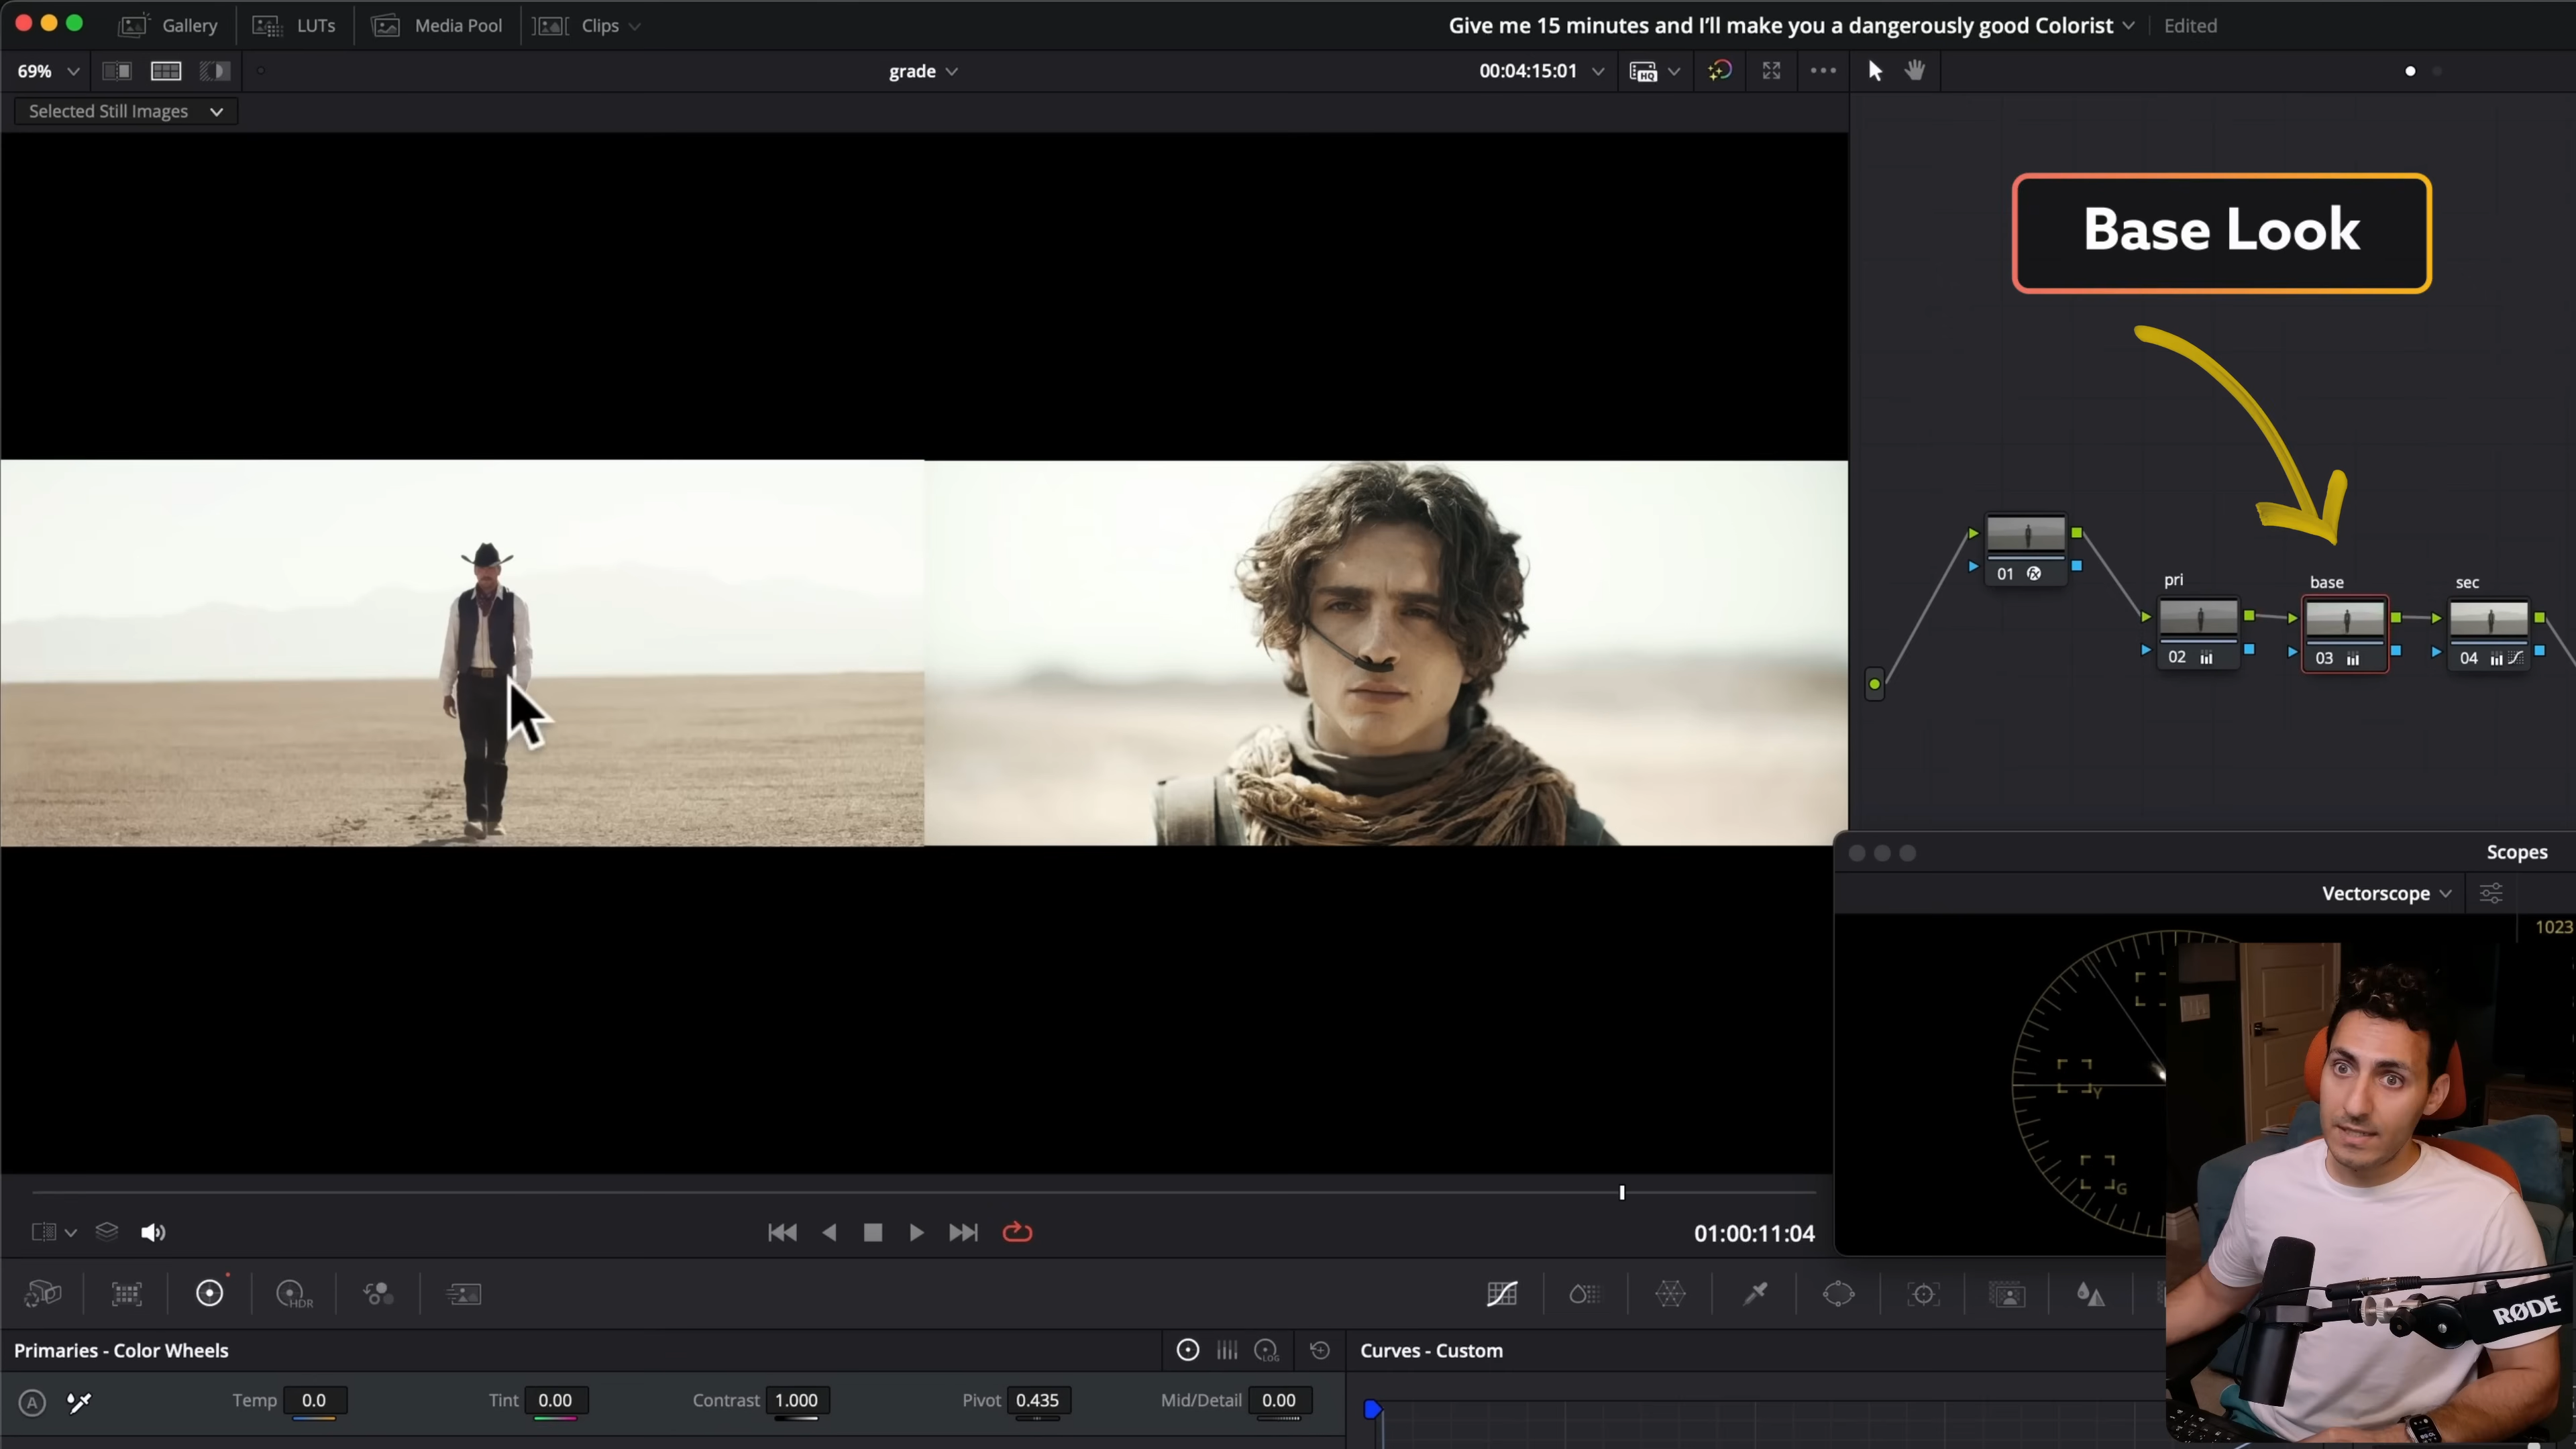 Gallery LUTs Media Pool Clips Give me 15 minutes and I'll make you a dangerously good Colorist Edited
69% grade 00:04:15:01 HQ
Selected Still Images
Base Look
01
pri base sec
02 03 04
Scopes
Vectorscope
1023
Y
G
01:00:11:04
HDR
RØDE
Primaries - Color Wheels LOG Curves - Custom
A Temp 0.0 Tint 0.00 Contrast 1.000 Pivot 0.435 Mid/Detail 0.00